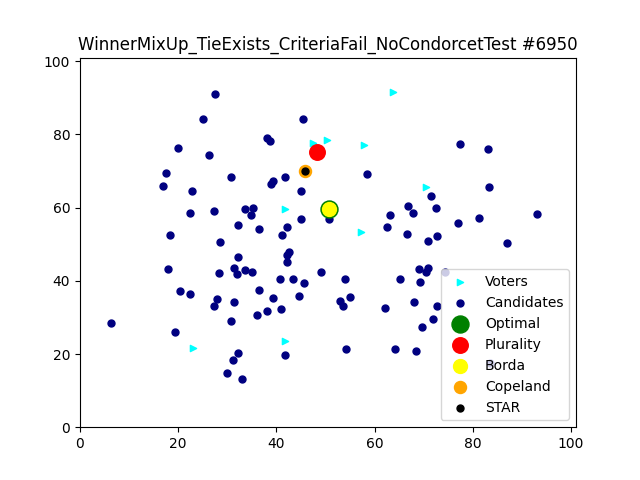 WinnerMixUp_TieExists_CriteriaFail_NoCondorcetTest #6950
100
80
60
40
20
0
0 20 40 60 80 100
Voters
Candidates
Optimal
Plurality
Borda
Copeland
STAR